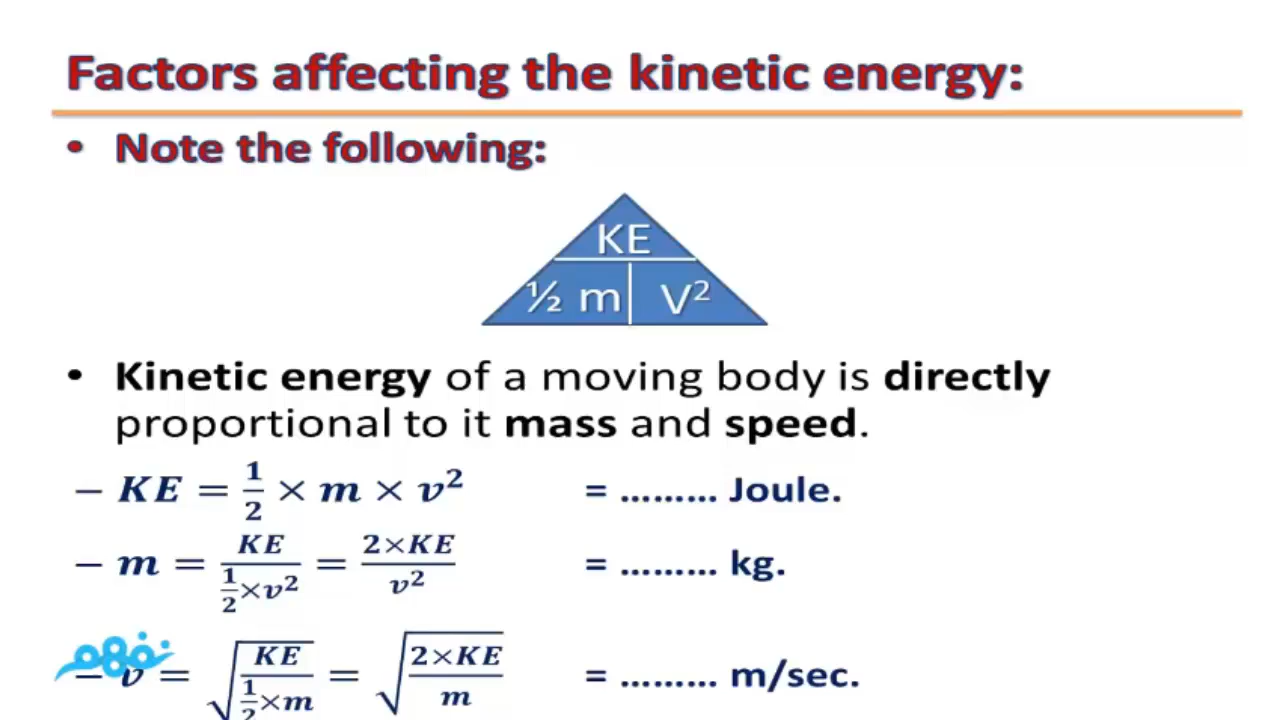 Factors affecting the kinetic energy:
• Note the following:
KE
½ m V²
• Kinetic energy of a moving body is directly
proportional to it mass and speed.
– KE = 1/2 × m × v² = ......... Joule.
– m = KE / (1/2 × v²) = (2×KE) / v² = ......... kg.
– v = √(KE / (1/2 × m)) = √((2×KE) / m) = ......... m/sec.
نفهم